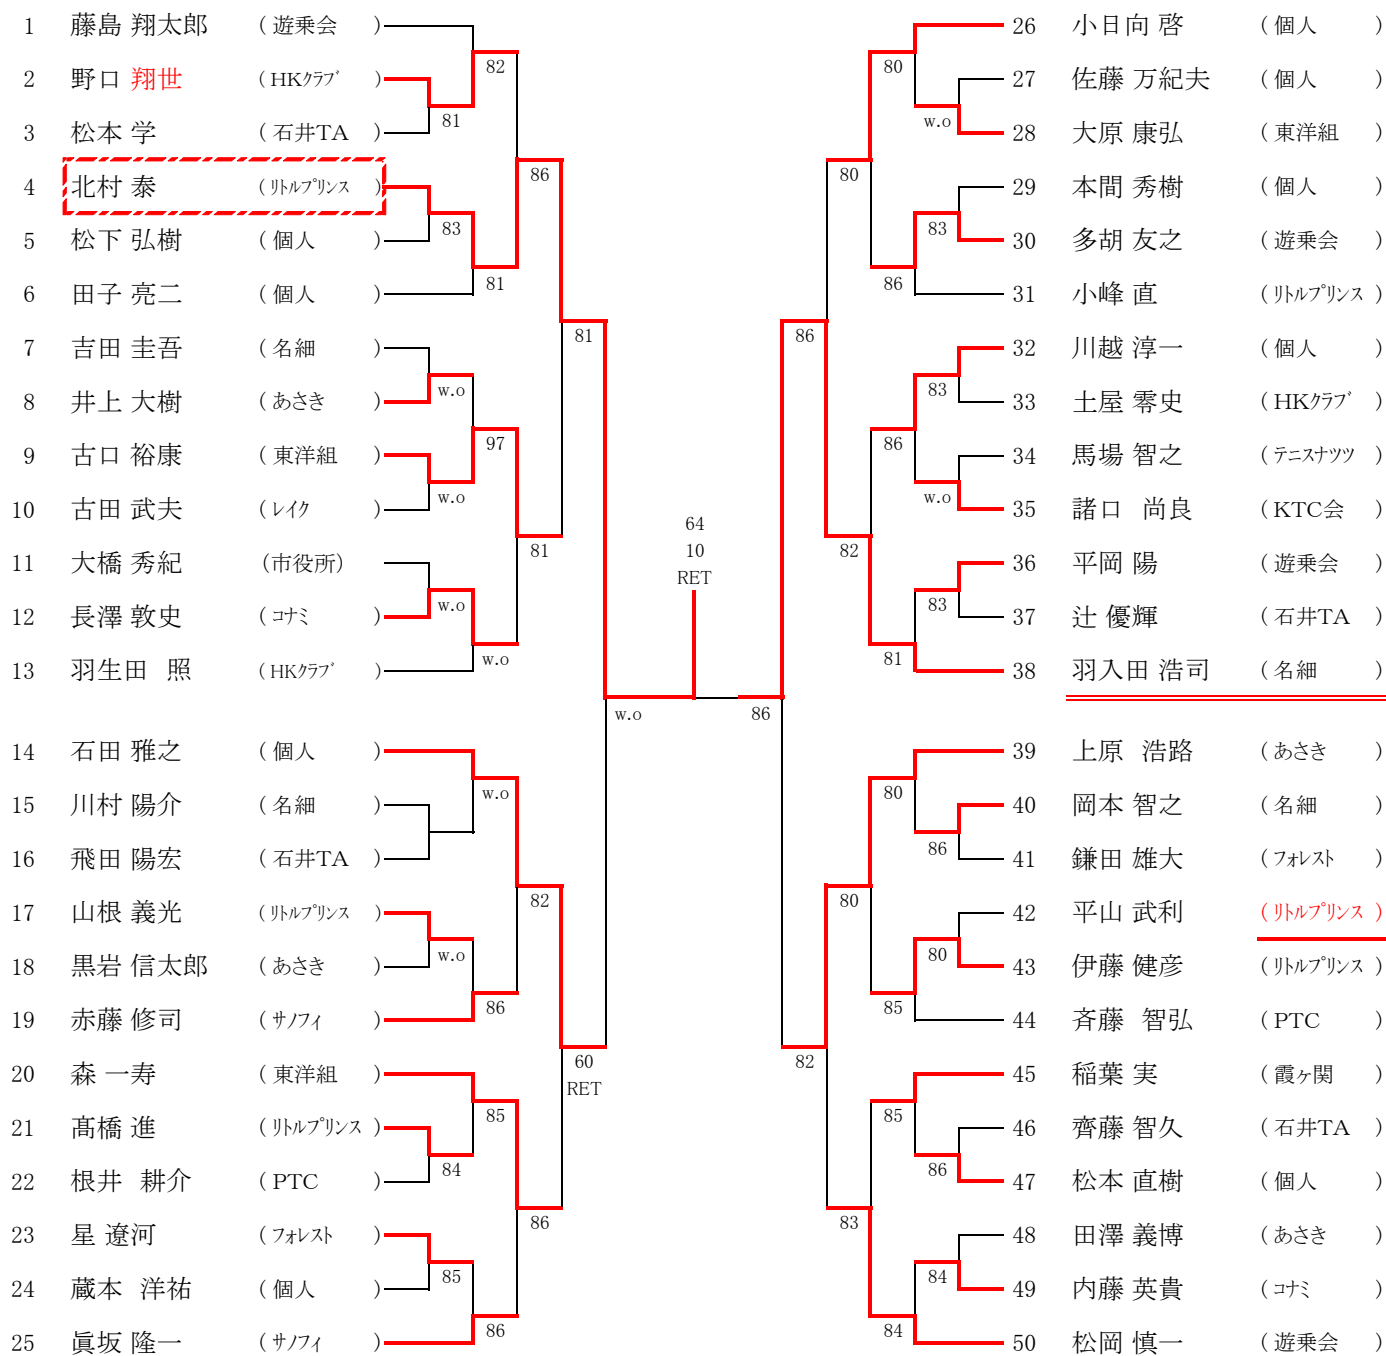 1 藤島 翔太郎 ( 遊乗会 )
2 野口 翔世 ( HKクラブ )
3 松本 学 ( 石井TA )
4 北村 泰 ( リトルプリンス )
5 松下 弘樹 ( 個人 )
6 田子 亮二 ( 個人 )
7 吉田 圭吾 ( 名細 )
8 井上 大樹 ( あさき )
9 古口 裕康 ( 東洋組 )
10 古田 武夫 ( レイク )
11 大橋 秀紀 (市役所)
12 長澤 敦史 ( コナミ )
13 羽生田 照 ( HKクラブ )
14 石田 雅之 ( 個人 )
15 川村 陽介 ( 名細 )
16 飛田 陽宏 ( 石井TA )
17 山根 義光 ( リトルプリンス )
18 黒岩 信太郎 ( あさき )
19 赤藤 修司 ( サノフィ )
20 森 一寿 ( 東洋組 )
21 髙橋 進 ( リトルプリンス )
22 根井 耕介 ( PTC )
23 星 遼河 ( フォレスト )
24 蔵本 洋祐 ( 個人 )
25 眞坂 隆一 ( サノフィ )
82
81
83
81
86
w.o
97
w.o
81
w.o
w.o
81
w.o
w.o
w.o
86
82
85
84
85
86
86
60
RET
64
10
RET
86
80
w.o
80
83
86
86
83
86
w.o
82
83
81
80
86
80
80
85
82
85
86
83
84
84
26 小日向 啓 ( 個人 )
27 佐藤 万紀夫 ( 個人 )
28 大原 康弘 ( 東洋組 )
29 本間 秀樹 ( 個人 )
30 多胡 友之 ( 遊乗会 )
31 小峰 直 ( リトルプリンス )
32 川越 淳一 ( 個人 )
33 土屋 零史 ( HKクラブ )
34 馬場 智之 ( テニスナッツ )
35 諸口 尚良 ( KTC会 )
36 平岡 陽 ( 遊乗会 )
37 辻 優輝 ( 石井TA )
38 羽入田 浩司 ( 名細 )
39 上原 浩路 ( あさき )
40 岡本 智之 ( 名細 )
41 鎌田 雄大 ( フォレスト )
42 平山 武利 ( リトルプリンス )
43 伊藤 健彦 ( リトルプリンス )
44 斉藤 智弘 ( PTC )
45 稲葉 実 ( 霞ヶ関 )
46 齊藤 智久 ( 石井TA )
47 松本 直樹 ( 個人 )
48 田澤 義博 ( あさき )
49 内藤 英貴 ( コナミ )
50 松岡 慎一 ( 遊乗会 )